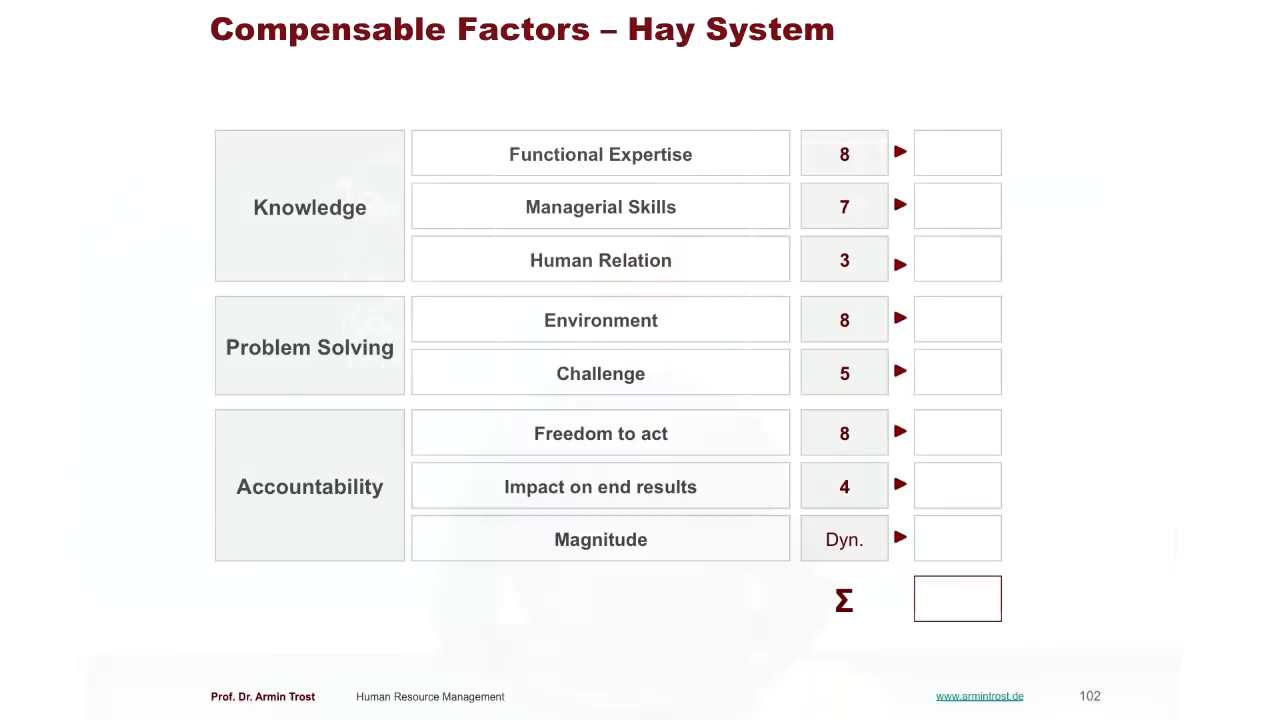 Compensable Factors – Hay System
Knowledge
Functional Expertise 8
Managerial Skills 7
Human Relation 3
Problem Solving
Environment 8
Challenge 5
Accountability
Freedom to act 8
Impact on end results 4
Magnitude Dyn.
Σ
Prof. Dr. Armin Trost Human Resource Management www.armintrost.de 102